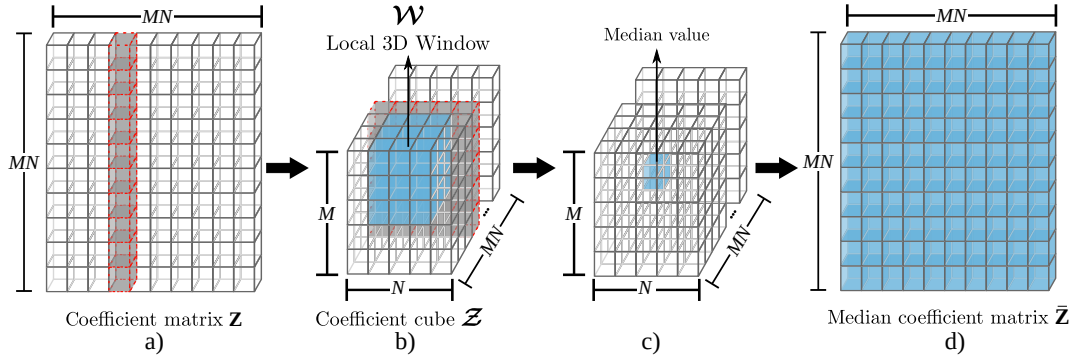 MN
MN
Coefficient matrix Z
a)
𝓦
Local 3D Window
M
N
MN
...
Coefficient cube 𝓩
b)
Median value
M
N
MN
...
c)
MN
MN
Median coefficient matrix Z̄
d)